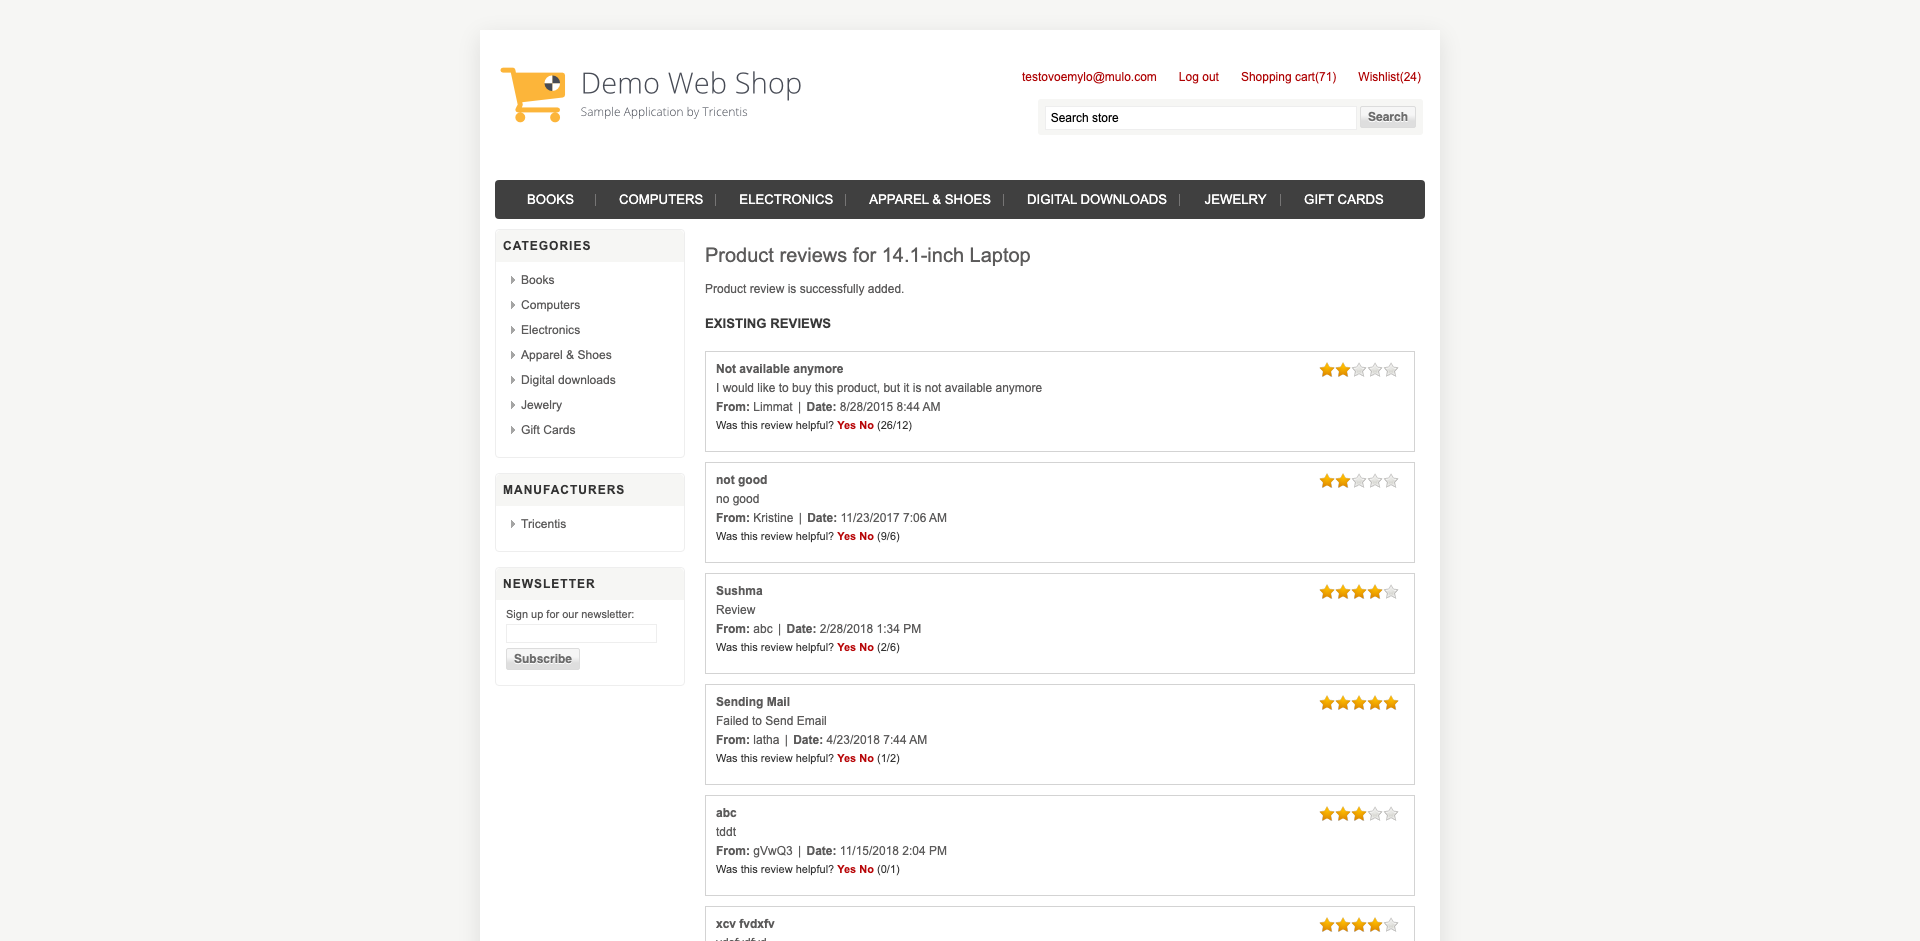 Demo Web Shop
Sample Application by Tricentis
testovoemylo@mulo.com Log out Shopping cart(71) Wishlist(24)
Search store Search
BOOKS COMPUTERS ELECTRONICS APPAREL & SHOES DIGITAL DOWNLOADS JEWELRY GIFT CARDS
CATEGORIES
Books
Computers
Electronics
Apparel & Shoes
Digital downloads
Jewelry
Gift Cards
MANUFACTURERS
Tricentis
NEWSLETTER
Sign up for our newsletter:
Subscribe
Product reviews for 14.1-inch Laptop
Product review is successfully added.
EXISTING REVIEWS
Not available anymore
I would like to buy this product, but it is not available anymore
From: Limmat | Date: 8/28/2015 8:44 AM
Was this review helpful? Yes No (26/12)
not good
no good
From: Kristine | Date: 11/23/2017 7:06 AM
Was this review helpful? Yes No (9/6)
Sushma
Review
From: abc | Date: 2/28/2018 1:34 PM
Was this review helpful? Yes No (2/6)
Sending Mail
Failed to Send Email
From: latha | Date: 4/23/2018 7:44 AM
Was this review helpful? Yes No (1/2)
abc
tddt
From: gVwQ3 | Date: 11/15/2018 2:04 PM
Was this review helpful? Yes No (0/1)
xcv fvdxfv